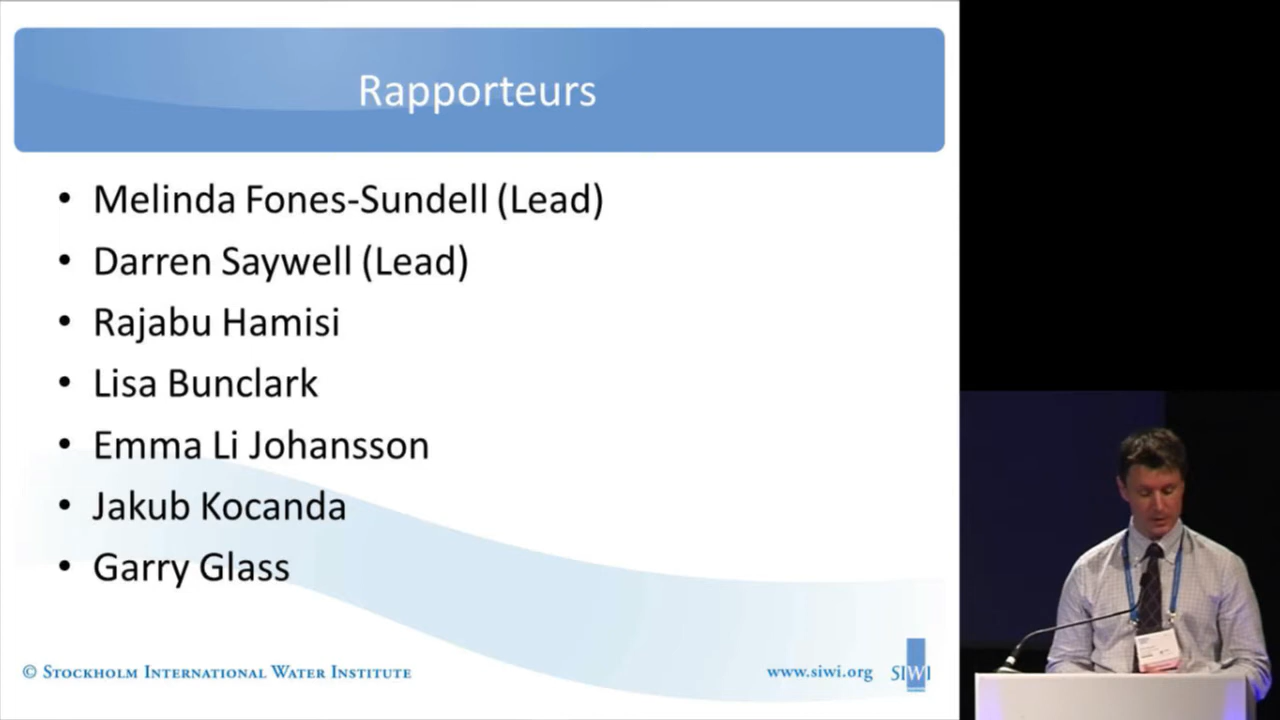 Rapporteurs
• Melinda Fones-Sundell (Lead)
• Darren Saywell (Lead)
• Rajabu Hamisi
• Lisa Bunclark
• Emma Li Johansson
• Jakub Kocanda
• Garry Glass
© Stockholm International Water Institute
www.siwi.org
SIWI